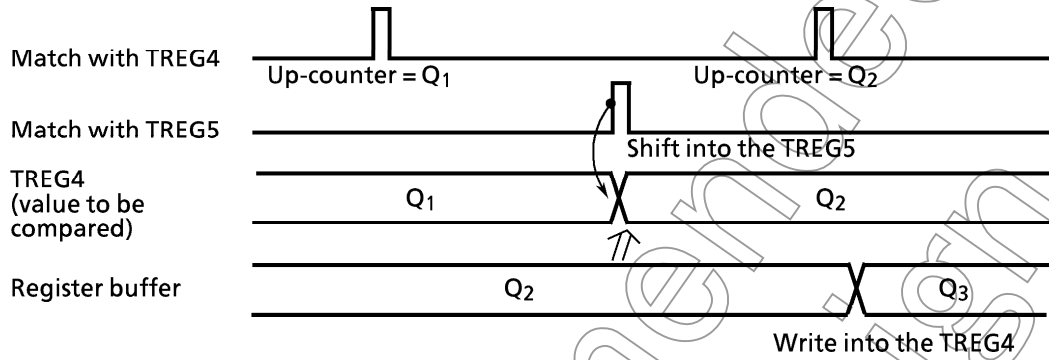 Match with TREG4
Up-counter = Q1
Up-counter = Q2
Match with TREG5
Shift into the TREG5
TREG4
(value to be
compared)
Q1
Q2
Register buffer
Q2
Q3
Write into the TREG4